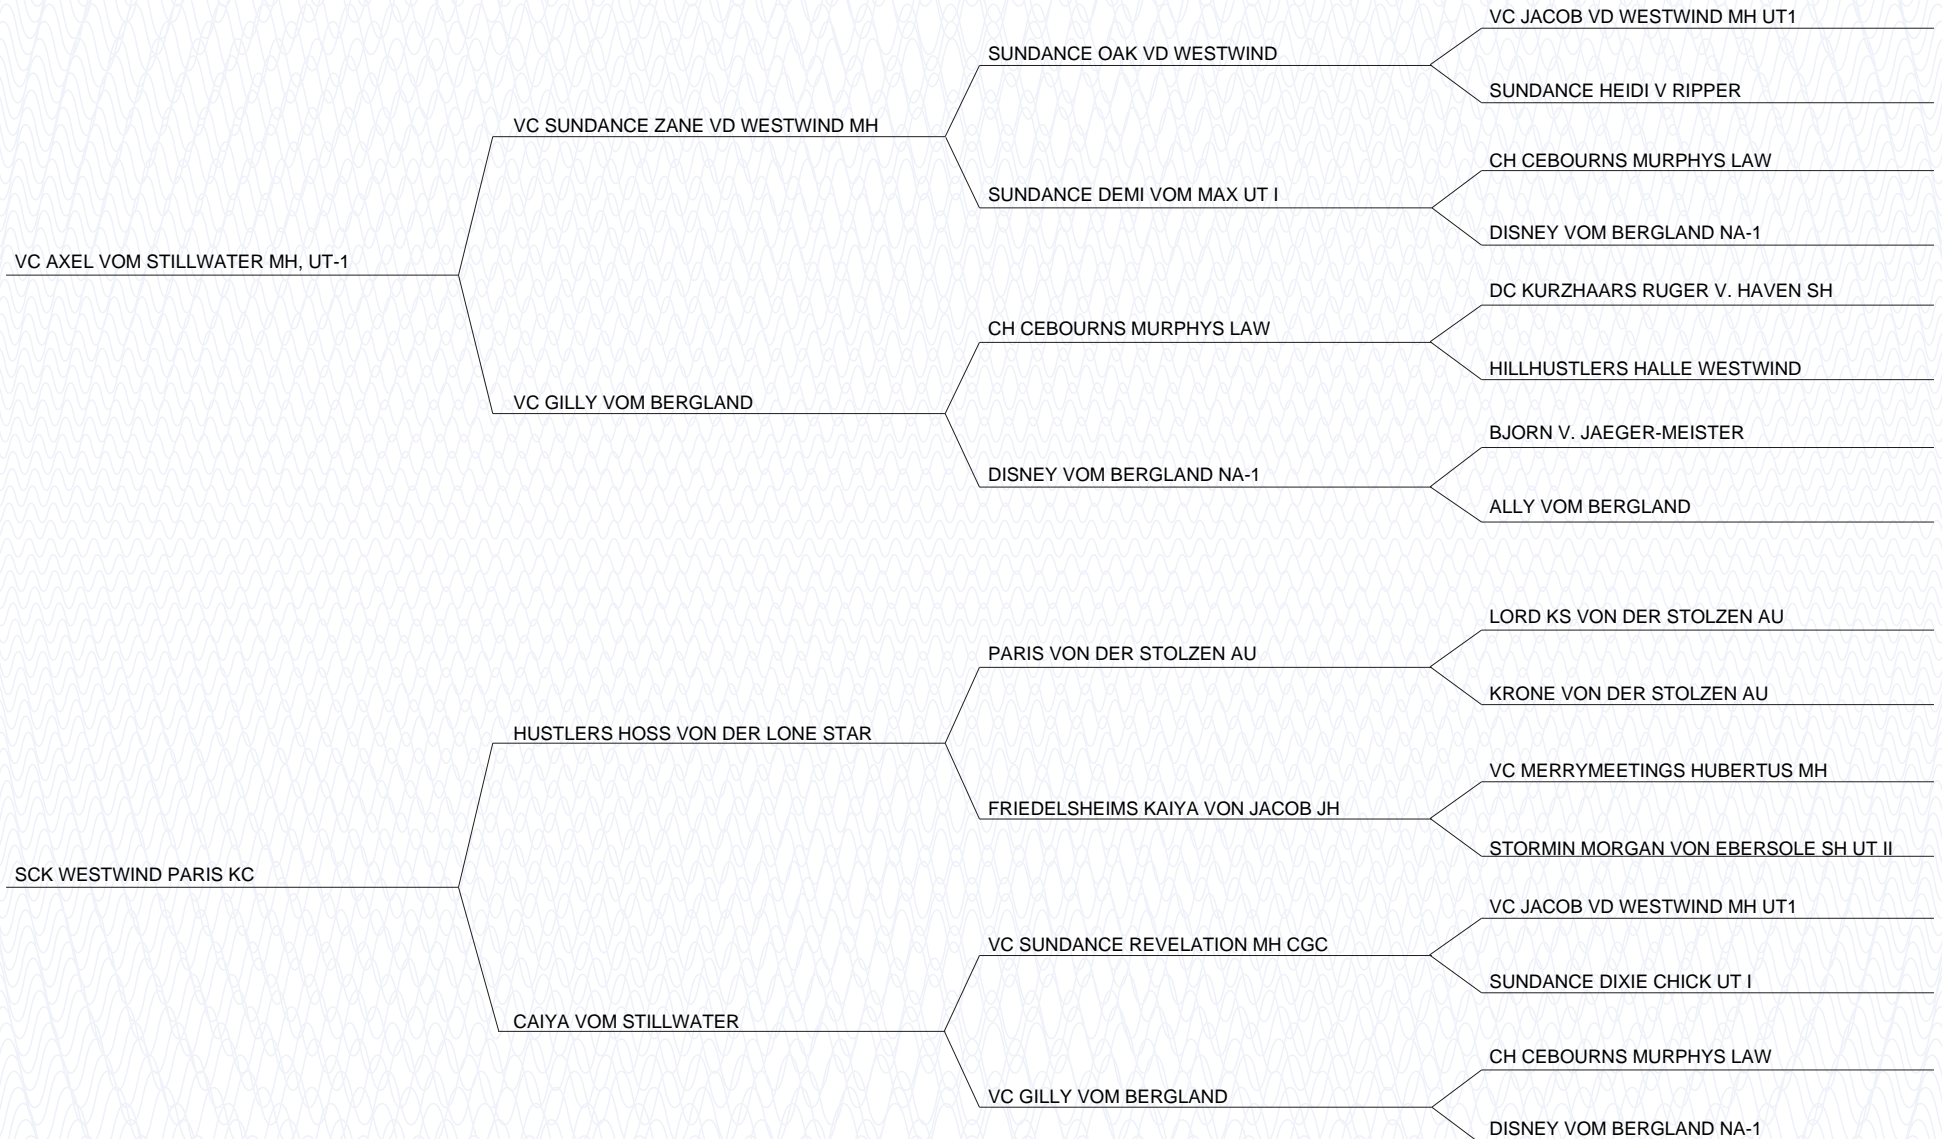 VC JACOB VD WESTWIND MH UT1
SUNDANCE OAK VD WESTWIND
SUNDANCE HEIDI V RIPPER
VC SUNDANCE ZANE VD WESTWIND MH
CH CEBOURNS MURPHYS LAW
SUNDANCE DEMI VOM MAX UT I
DISNEY VOM BERGLAND NA-1
VC AXEL VOM STILLWATER MH, UT-1
DC KURZHAARS RUGER V. HAVEN SH
CH CEBOURNS MURPHYS LAW
HILLHUSTLERS HALLE WESTWIND
VC GILLY VOM BERGLAND
BJORN V. JAEGER-MEISTER
DISNEY VOM BERGLAND NA-1
ALLY VOM BERGLAND
LORD KS VON DER STOLZEN AU
PARIS VON DER STOLZEN AU
KRONE VON DER STOLZEN AU
HUSTLERS HOSS VON DER LONE STAR
VC MERRYMEETINGS HUBERTUS MH
FRIEDELSHEIMS KAIYA VON JACOB JH
STORMIN MORGAN VON EBERSOLE SH UT II
SCK WESTWIND PARIS KC
VC JACOB VD WESTWIND MH UT1
VC SUNDANCE REVELATION MH CGC
SUNDANCE DIXIE CHICK UT I
CAIYA VOM STILLWATER
CH CEBOURNS MURPHYS LAW
VC GILLY VOM BERGLAND
DISNEY VOM BERGLAND NA-1